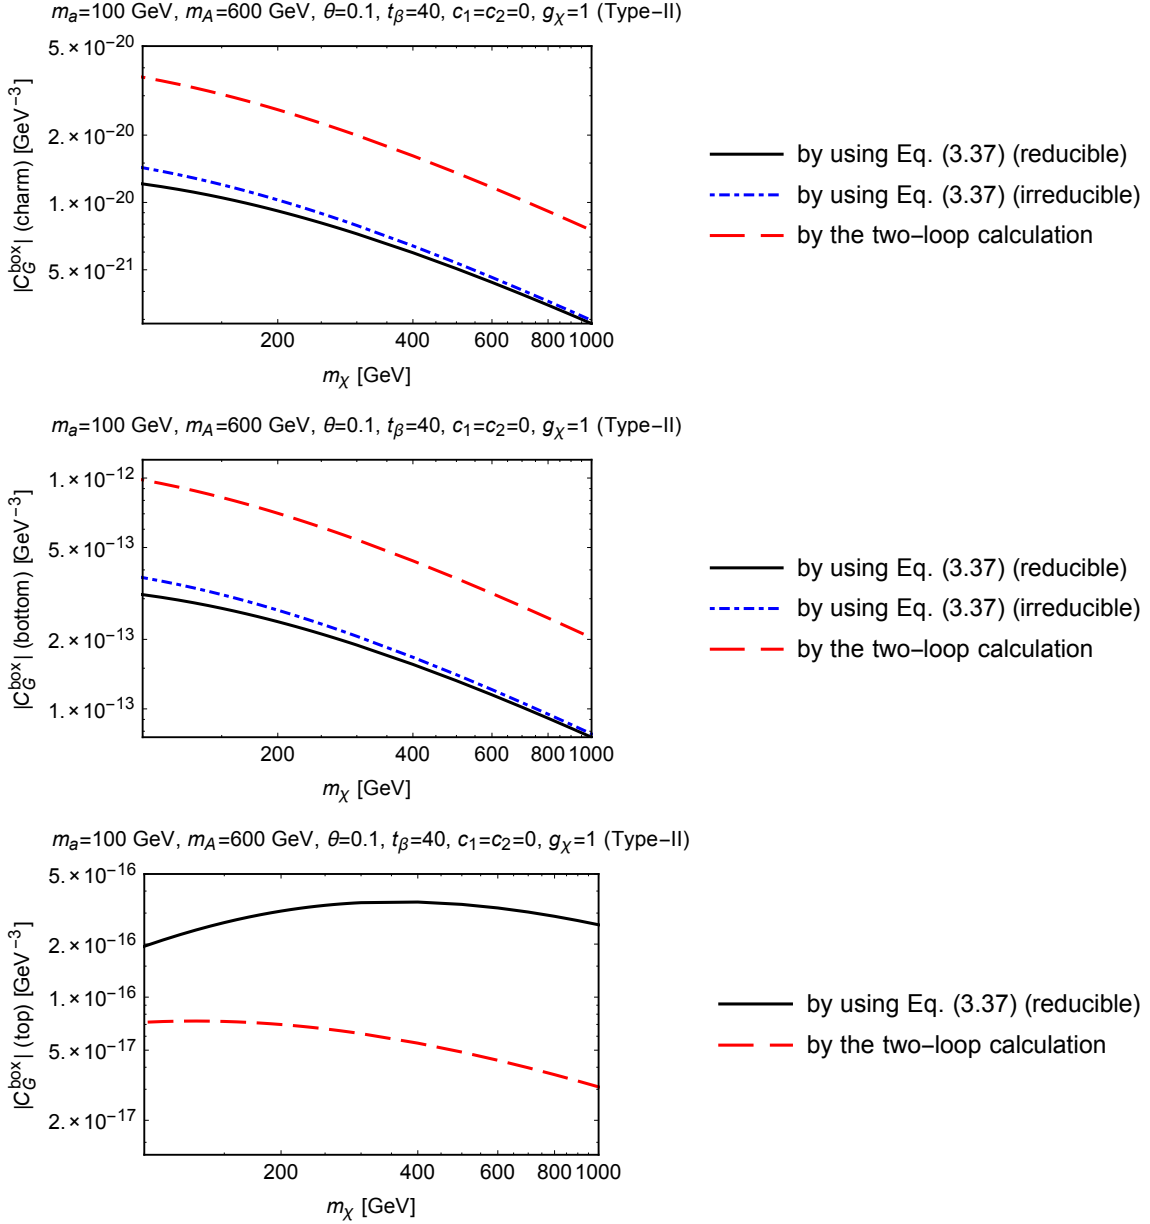 m_a=100 GeV, m_A=600 GeV, θ=0.1, t_β=40, c_1=c_2=0, g_χ=1 (Type−II)
|C_G^box| (charm) [GeV^−3]
5.×10^−20
2.×10^−20
1.×10^−20
5.×10^−21
200 400 600 800 1000
m_χ [GeV]
by using Eq. (3.37) (reducible)
by using Eq. (3.37) (irreducible)
by the two−loop calculation
m_a=100 GeV, m_A=600 GeV, θ=0.1, t_β=40, c_1=c_2=0, g_χ=1 (Type−II)
|C_G^box| (bottom) [GeV^−3]
1.×10^−12
5.×10^−13
2.×10^−13
1.×10^−13
200 400 600 800 1000
m_χ [GeV]
by using Eq. (3.37) (reducible)
by using Eq. (3.37) (irreducible)
by the two−loop calculation
m_a=100 GeV, m_A=600 GeV, θ=0.1, t_β=40, c_1=c_2=0, g_χ=1 (Type−II)
|C_G^box| (top) [GeV^−3]
5.×10^−16
2.×10^−16
1.×10^−16
5.×10^−17
2.×10^−17
200 400 600 800 1000
m_χ [GeV]
by using Eq. (3.37) (reducible)
by the two−loop calculation